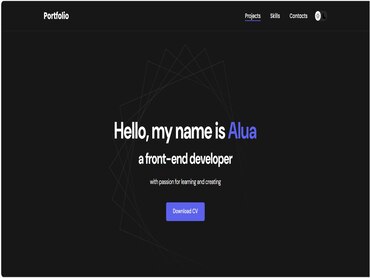 Portfolio
Projects Skills Contacts
Hello, my name is Alua
a front-end developer
with passion for learning and creating
Download CV